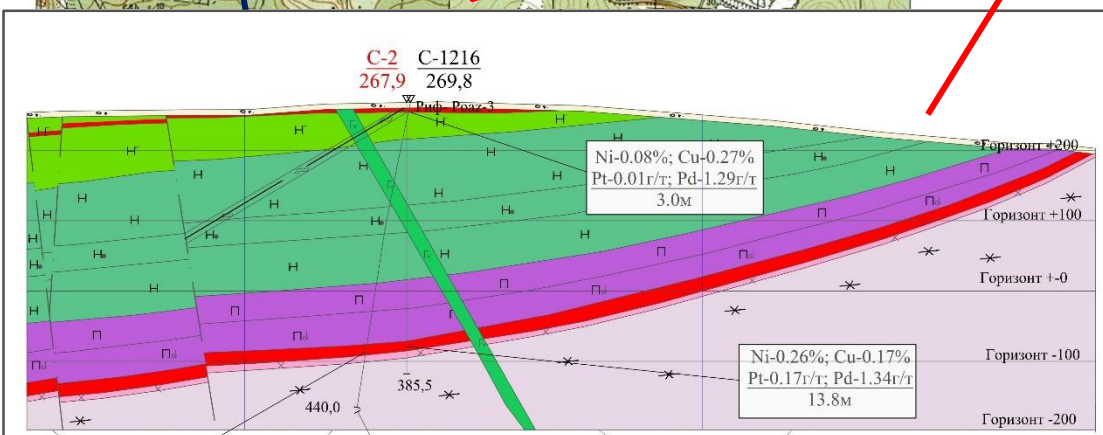 С-2 С-1216
267,9 269,8
Риф- Роаz-3
Ni-0.08%; Cu-0.27%
Pt-0.01г/т; Pd-1.29г/т
3.0м
Горизонт +200
Горизонт +100
Горизонт +-0
Ni-0.26%; Cu-0.17%
Pt-0.17г/т; Pd-1.34г/т
13.8м
Горизонт -100
385,5
440,0
Горизонт -200